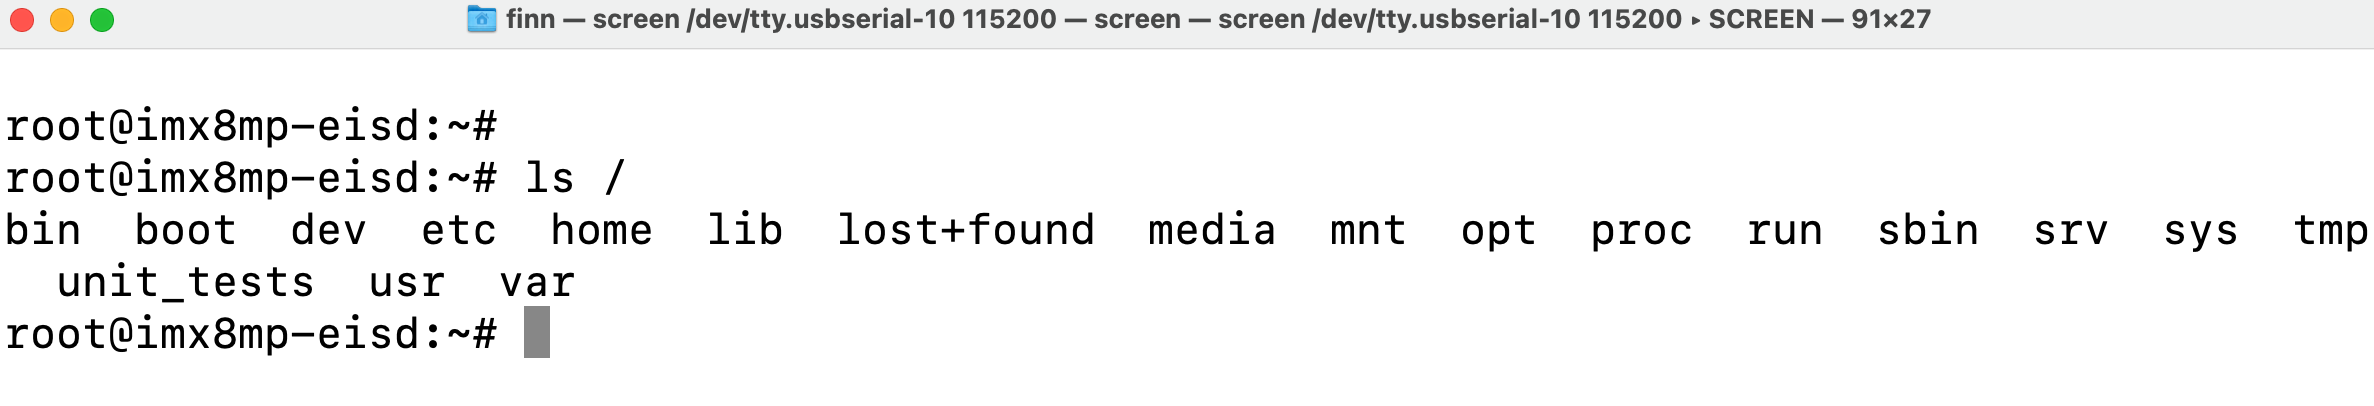 finn — screen /dev/tty.usbserial-10 115200 — screen — screen /dev/tty.usbserial-10 115200 ▸ SCREEN — 91×27
root@imx8mp-eisd:~#
root@imx8mp-eisd:~# ls /
bin  boot  dev  etc  home  lib  lost+found  media  mnt  opt  proc  run  sbin  srv  sys  tmp
  unit_tests  usr  var
root@imx8mp-eisd:~#